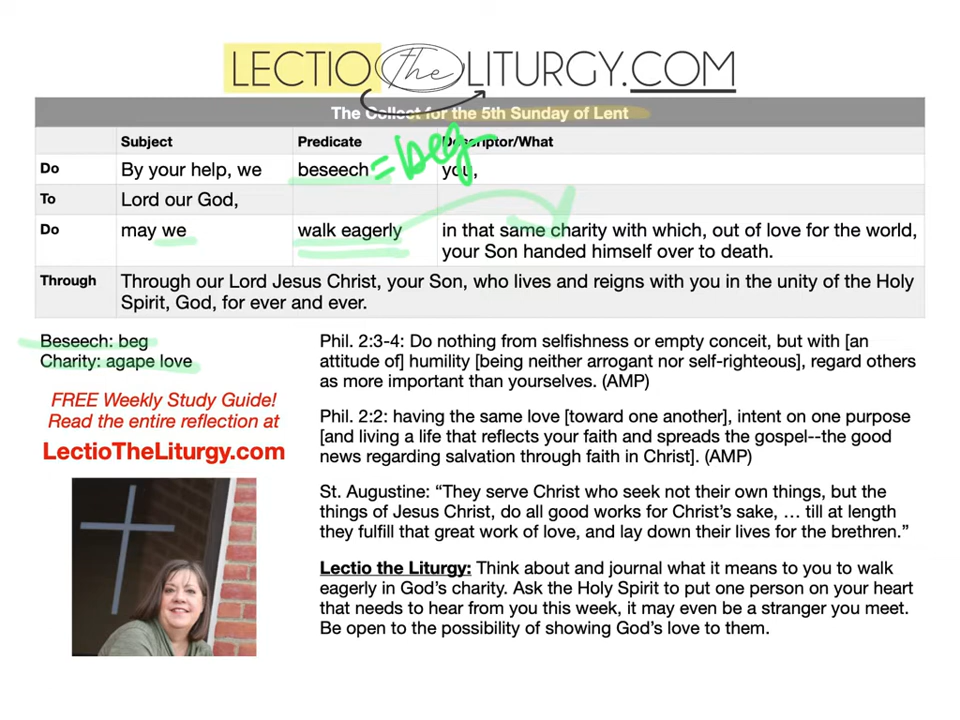 LECTIO the LITURGY.COM
The Collect for the 5th Sunday of Lent
Subject Predicate Descriptor/What
Do By your help, we beseech =beg you,
To Lord our God,
Do may we walk eagerly in that same charity with which, out of love for the world,
your Son handed himself over to death.
Through Through our Lord Jesus Christ, your Son, who lives and reigns with you in the unity of the Holy
Spirit, God, for ever and ever.
Beseech: beg
Charity: agape love
FREE Weekly Study Guide!
Read the entire reflection at
LectioTheLiturgy.com
Phil. 2:3-4: Do nothing from selfishness or empty conceit, but with [an
attitude of] humility [being neither arrogant nor self-righteous], regard others
as more important than yourselves. (AMP)
Phil. 2:2: having the same love [toward one another], intent on one purpose
[and living a life that reflects your faith and spreads the gospel--the good
news regarding salvation through faith in Christ]. (AMP)
St. Augustine: “They serve Christ who seek not their own things, but the
things of Jesus Christ, do all good works for Christ’s sake, … till at length
they fulfill that great work of love, and lay down their lives for the brethren.”
Lectio the Liturgy: Think about and journal what it means to you to walk
eagerly in God’s charity. Ask the Holy Spirit to put one person on your heart
that needs to hear from you this week, it may even be a stranger you meet.
Be open to the possibility of showing God’s love to them.